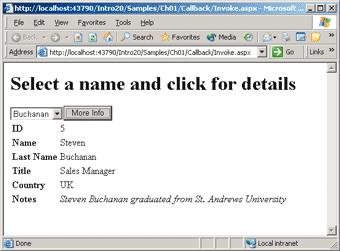 http://localhost:43790/Intro20/Samples/Ch01/Callback/Invoke.aspx - Microsoft ...
File Edit View Favorites Tools Help
Back Search Favorites Media
Address http://localhost:43790/Intro20/Samples/Ch01/Callback/Invoke.aspx Go Links »
Select a name and click for details
Buchanan More Info
ID 5
Name Steven
Last Name Buchanan
Title Sales Manager
Country UK
Notes Steven Buchanan graduated from St. Andrews University
Done Local intranet